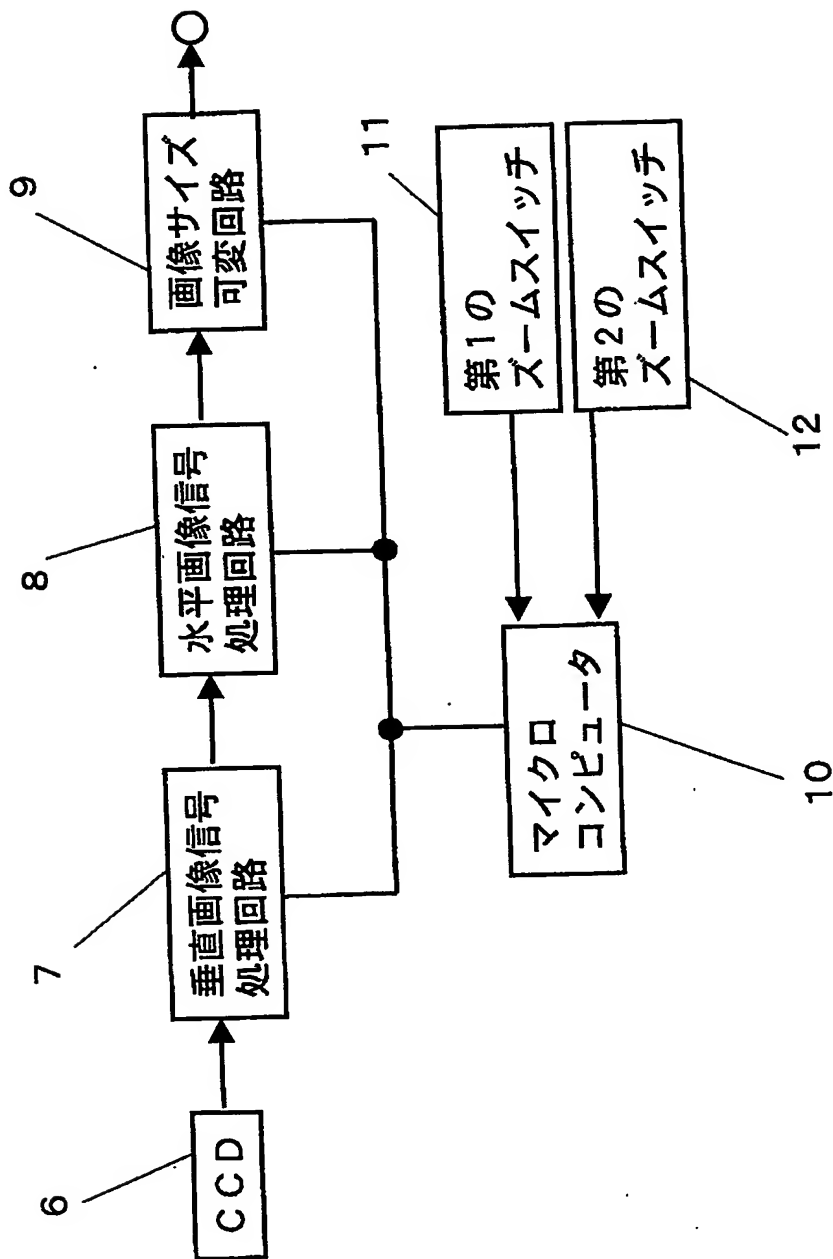 6
CCD
7
垂直画像信号
処理回路
8
水平画像信号
処理回路
9
画像サイズ
可変回路
マイクロ
コンピュータ
10
第1の
ズームスイッチ
11
第2の
ズームスイッチ
12